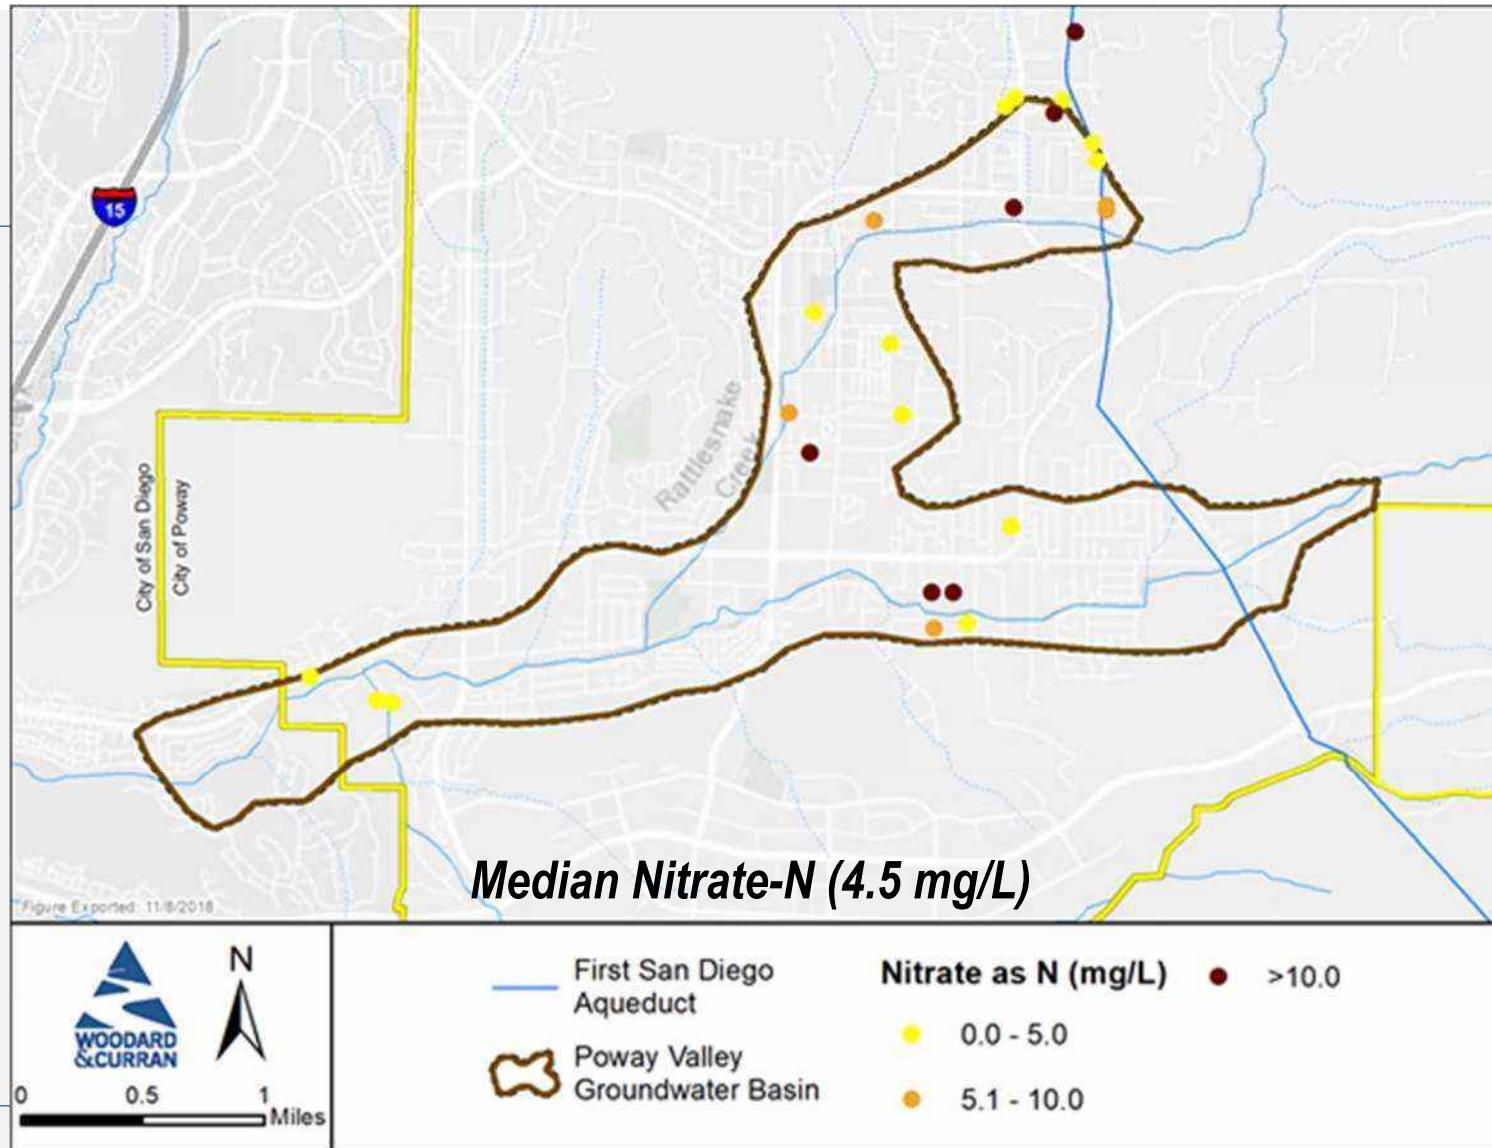 15
City of San Diego
City of Poway
Rattlesnake
Creek
Median Nitrate-N (4.5 mg/L)
Figure Exported: 11/8/2018
WOODARD
&CURRAN
N
0 0.5 1
Miles
First San Diego
Aqueduct
Poway Valley
Groundwater Basin
Nitrate as N (mg/L)
>10.0
0.0 - 5.0
5.1 - 10.0